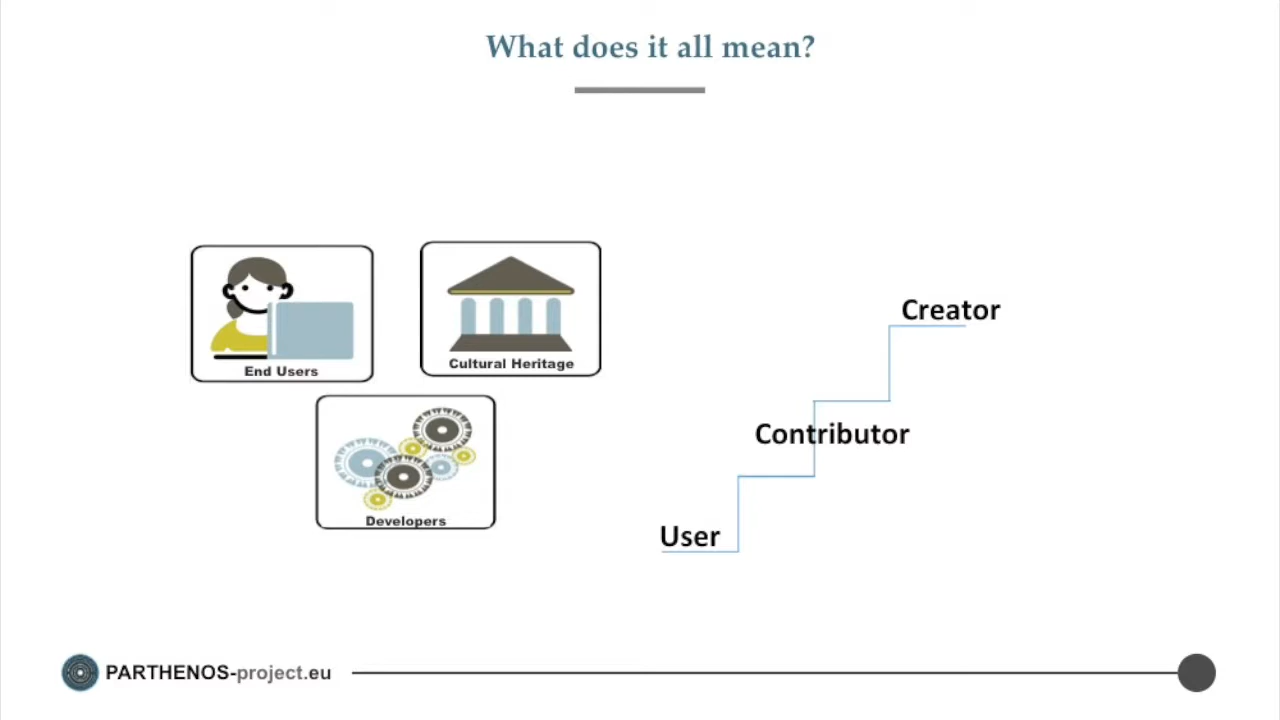 What does it all mean?
End Users
Cultural Heritage
Developers
Creator
Contributor
User
PARTHENOS-project.eu